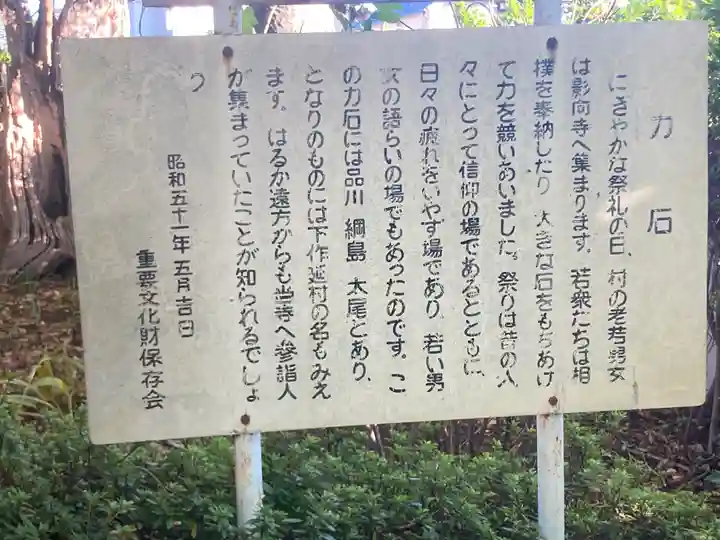 力石
にぎやかな祭礼の日、村の老若男女
は影向寺へ集まります。若衆たちは相
撲を奉納したり 大きな石をもちあげ
て力を競いあいました。祭りは昔の人
々にとって信仰の場であるとともに、
日々の疲れをいやす場であり 若い男
女の語らいの場でもあったのです。こ
の力石には品川 綱島 太尾とあり、
となりのものには下作延村の名もみえ
ます。はるか遠方からも当寺へ参詣人
が集まっていたことが知られるでしょ
う
昭和五十一年五月吉日
重要文化財保存会